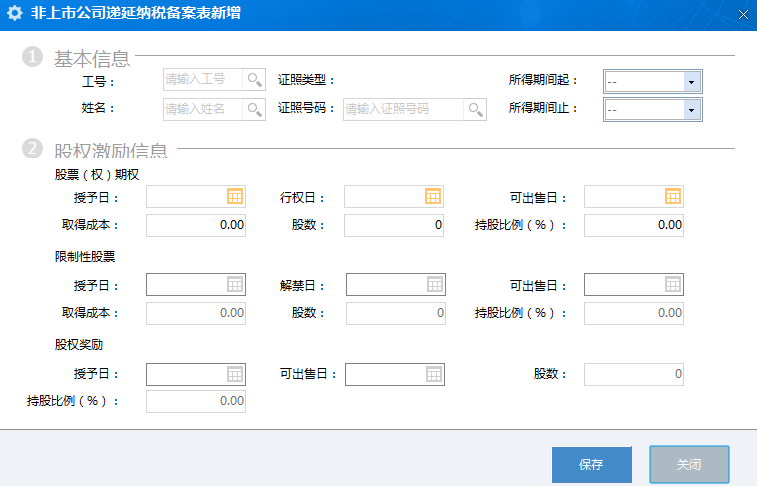 非上市公司递延纳税备案表新增
1 基本信息
工号： 请输入工号 证照类型： 所得期间起： --
姓名： 请输入姓名 证照号码： 请输入证照号码 所得期间止： --
2 股权激励信息
股票（权）期权
授予日： 行权日： 可出售日：
取得成本： 0.00 股数： 0 持股比例（%）： 0.00
限制性股票
授予日： 解禁日： 可出售日：
取得成本： 0.00 股数： 0 持股比例（%）： 0.00
股权奖励
授予日： 可出售日： 股数： 0
持股比例（%）： 0.00
保存 关闭